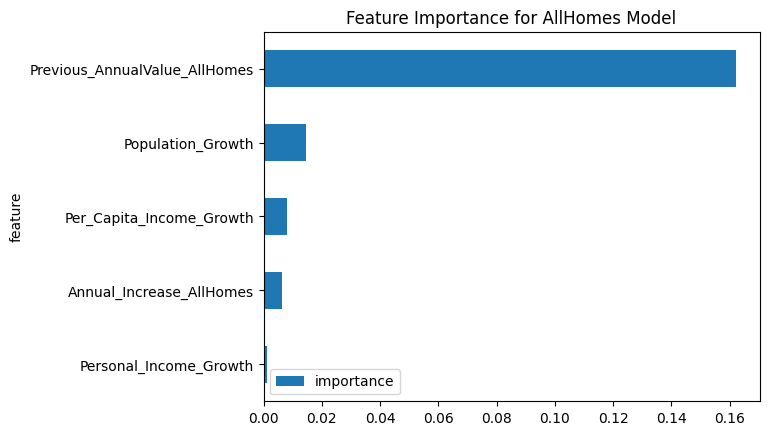 Feature Importance for AllHomes Model
Previous_AnnualValue_AllHomes
Population_Growth
Per_Capita_Income_Growth
Annual_Increase_AllHomes
Personal_Income_Growth
feature
importance
0.00 0.02 0.04 0.06 0.08 0.10 0.12 0.14 0.16